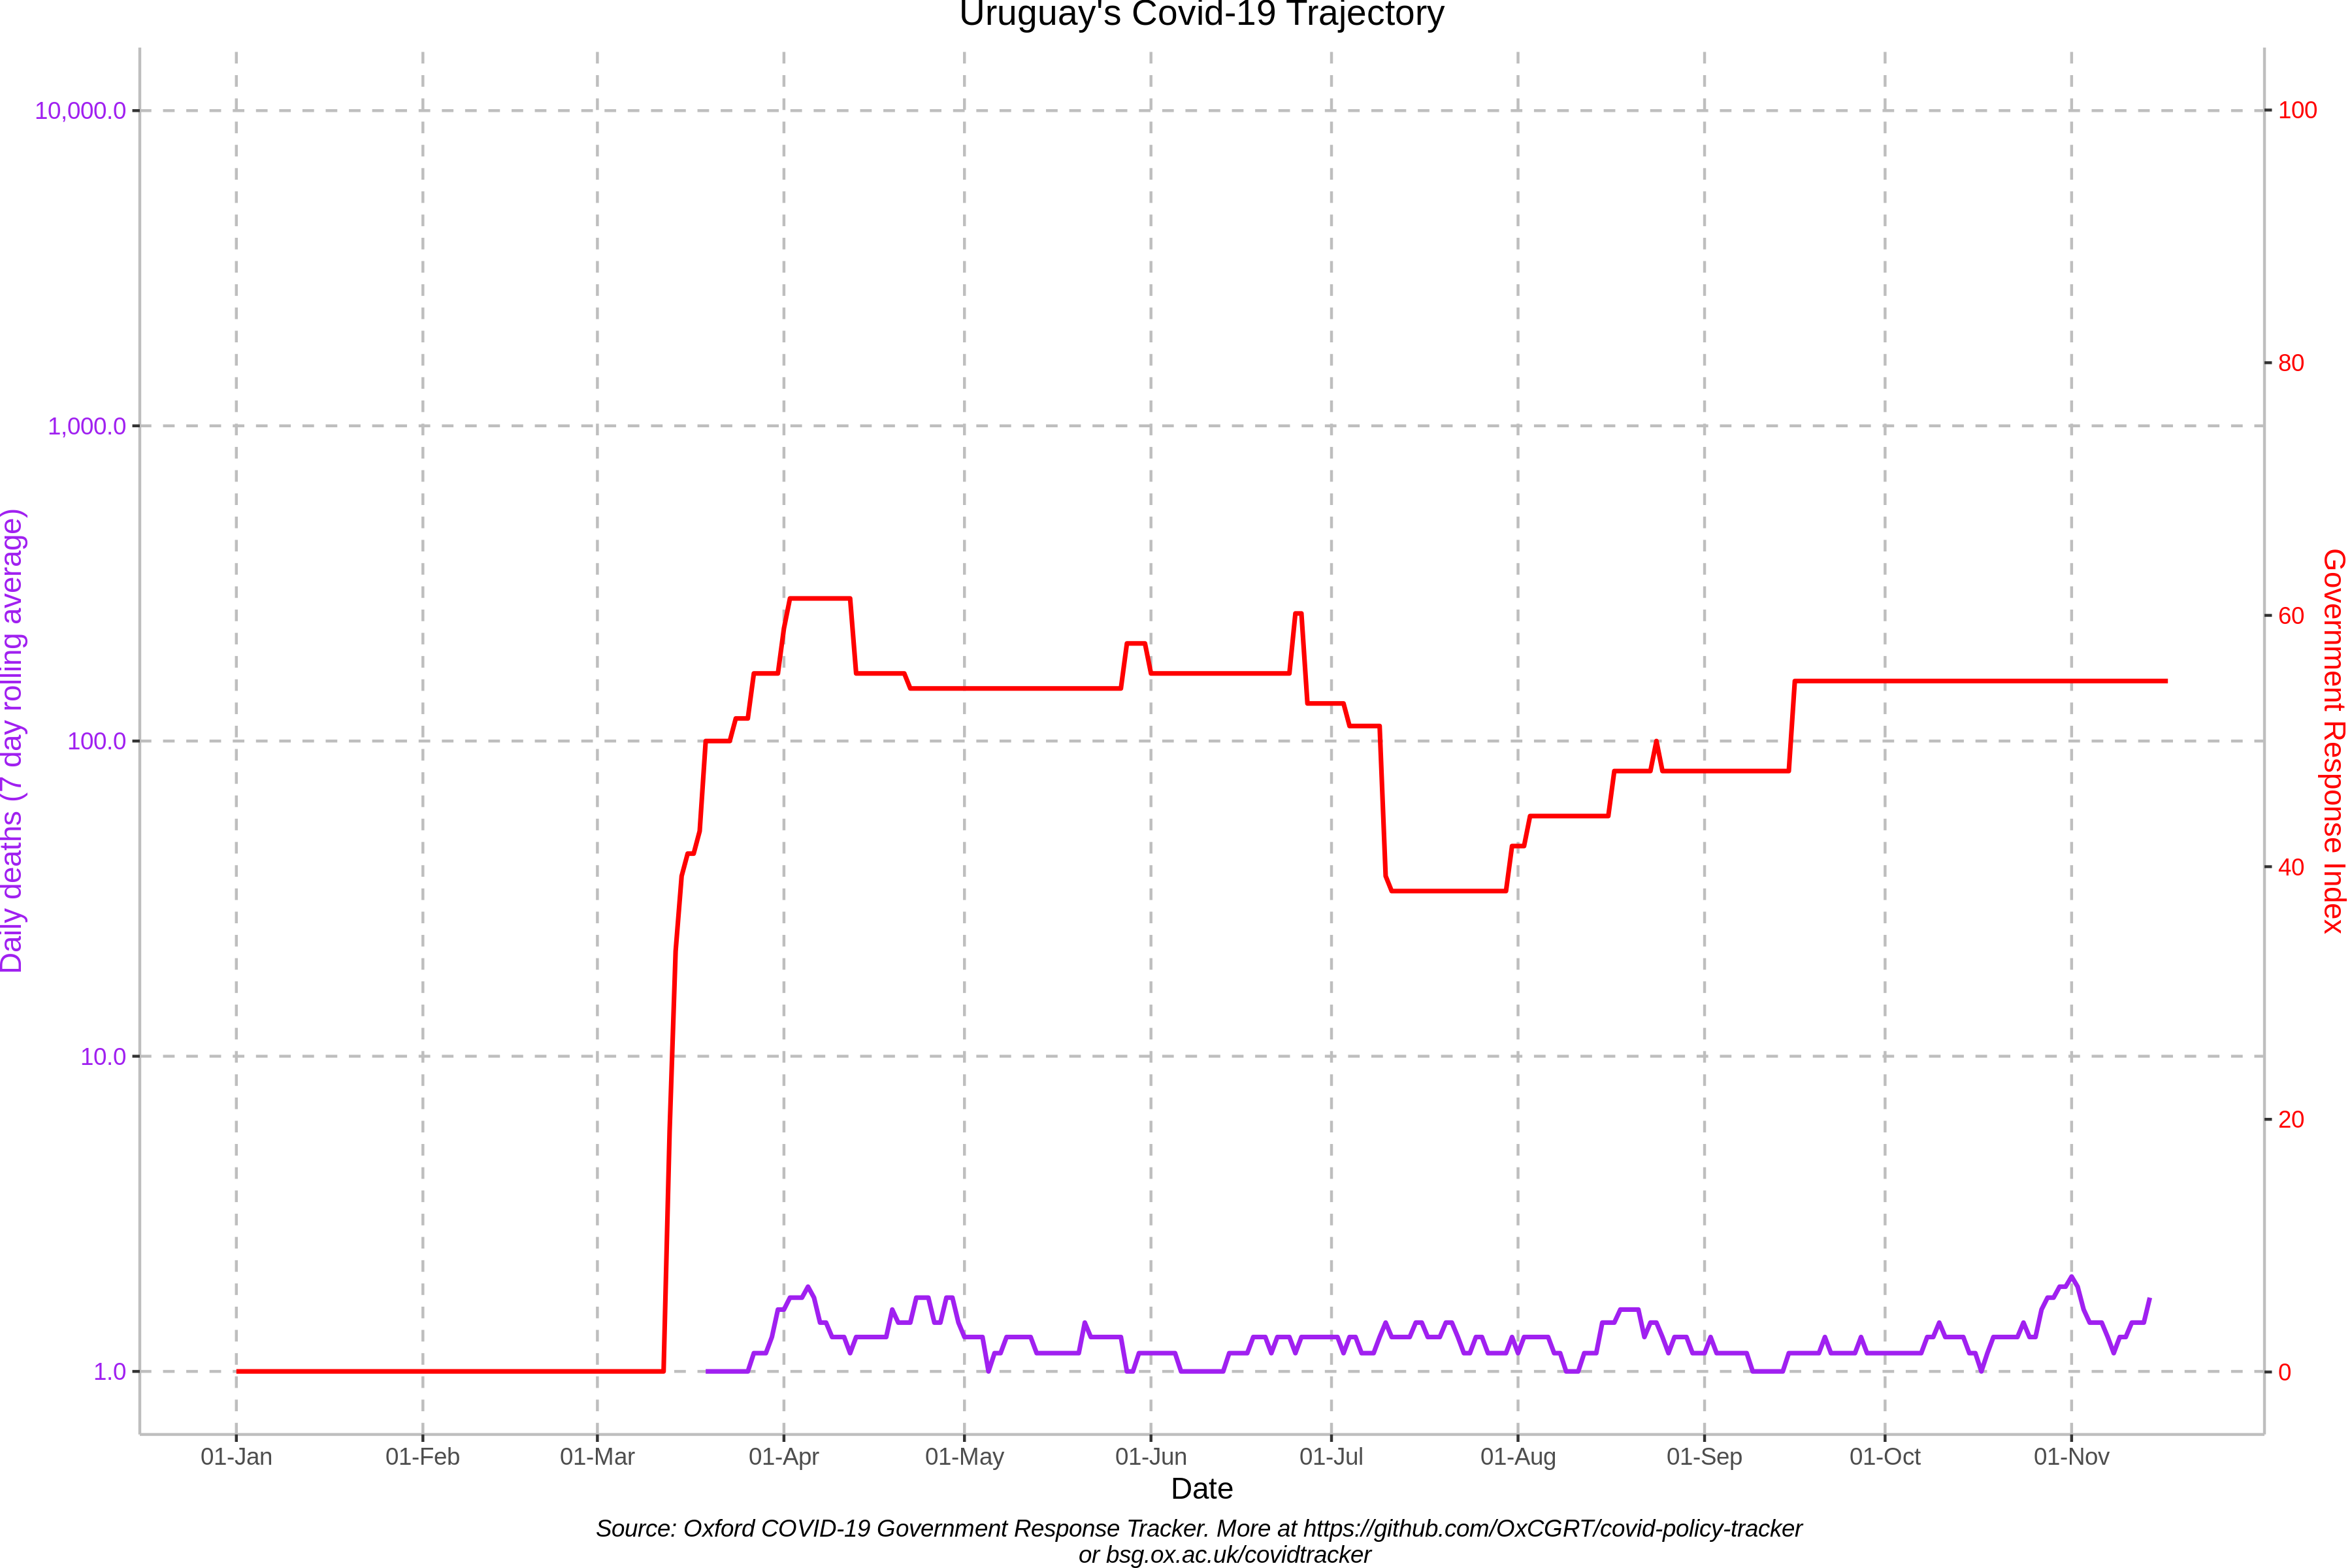 Uruguay's Covid-19 Trajectory
10,000.0
1,000.0
100.0
10.0
1.0
Daily deaths (7 day rolling average)
100
80
60
40
20
0
Government Response Index
01-Jan
01-Feb
01-Mar
01-Apr
01-May
01-Jun
01-Jul
01-Aug
01-Sep
01-Oct
01-Nov
Date
Source: Oxford COVID-19 Government Response Tracker. More at https://github.com/OxCGRT/covid-policy-tracker
or bsg.ox.ac.uk/covidtracker